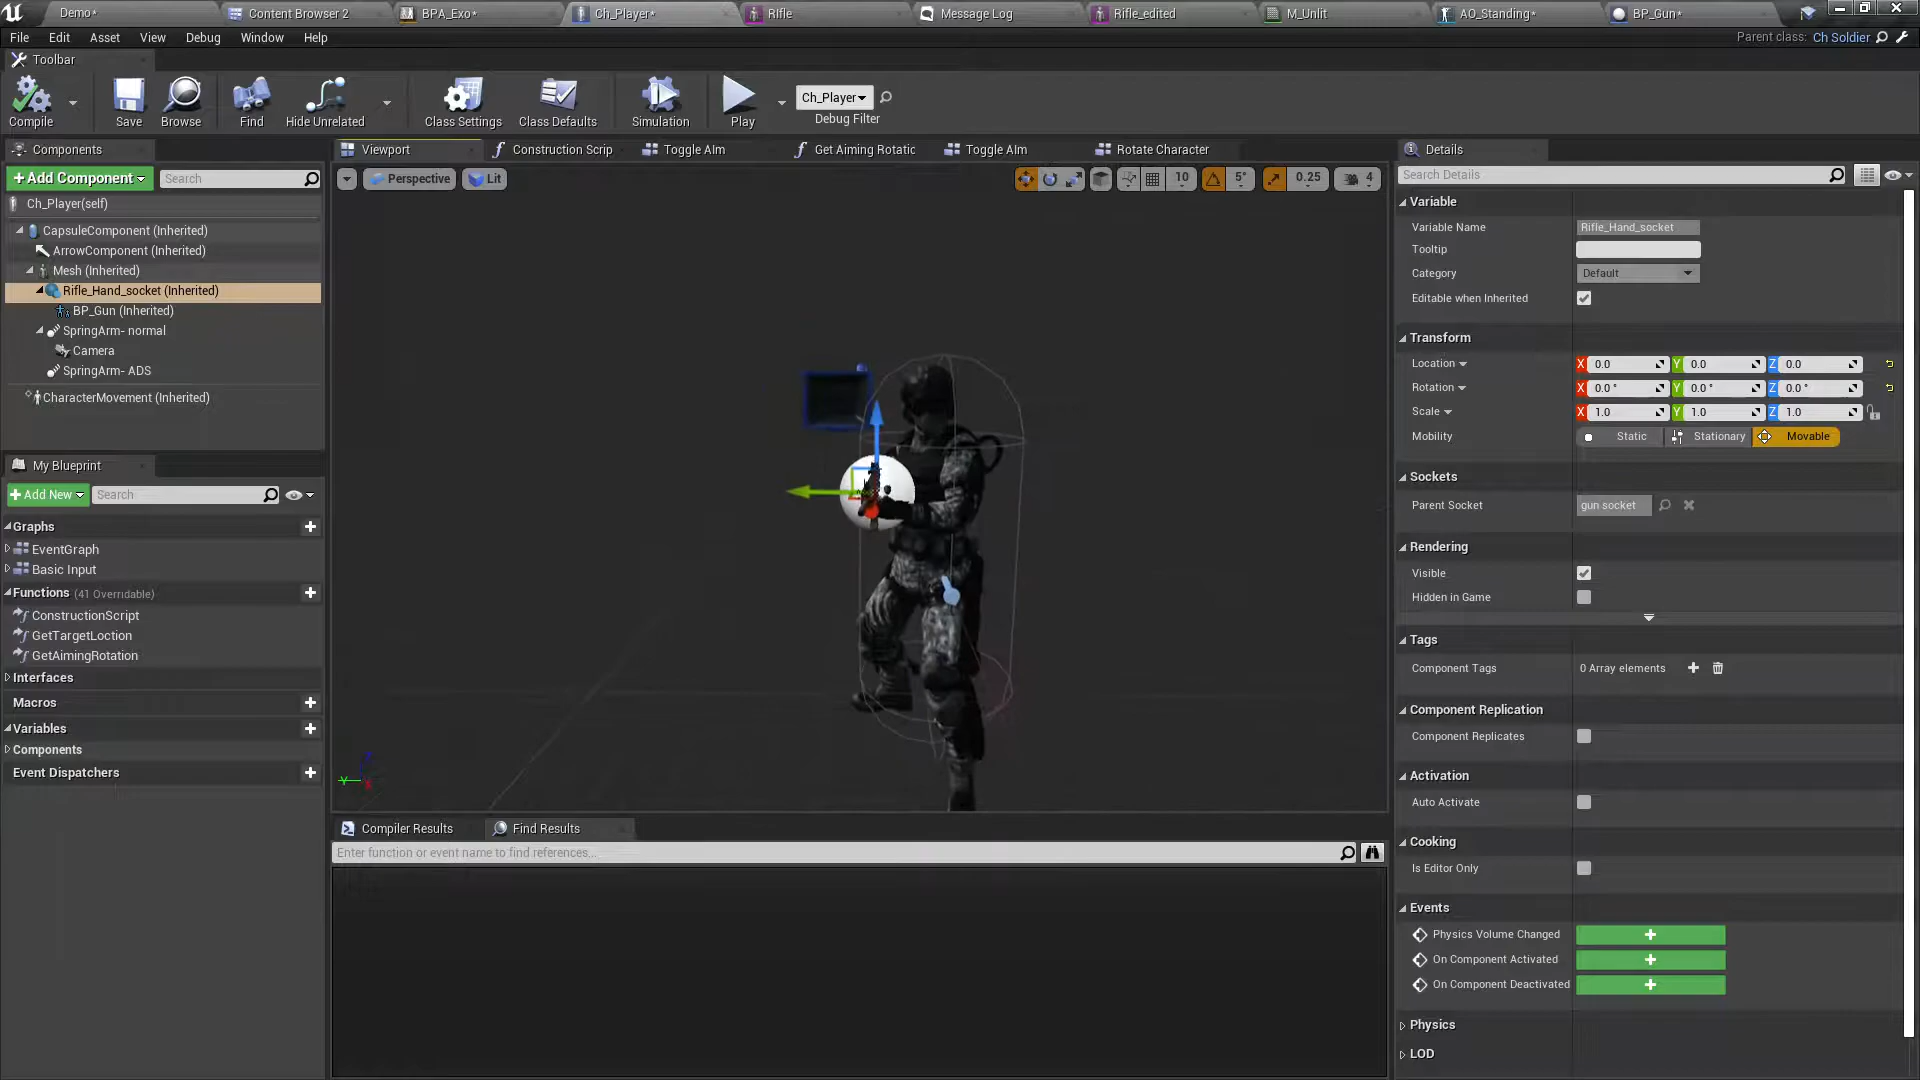 Demo*
Content Browser 2
BPA_Exo*
Ch_Player*
Rifle
Message Log
Rifle_edited
M_Unlit
AO_Standing*
BP_Gun*
File Edit Asset View Debug Window Help
Parent class: Ch Soldier
Toolbar
Compile
Save
Browse
Find
Hide Unrelated
Class Settings
Class Defaults
Simulation
Play
Ch_Player
Debug Filter
Components
+Add Component
Search
Ch_Player(self)
CapsuleComponent (Inherited)
ArrowComponent (Inherited)
Mesh (Inherited)
Rifle_Hand_socket (Inherited)
BP_Gun (Inherited)
SpringArm- normal
Camera
SpringArm- ADS
CharacterMovement (Inherited)
My Blueprint
+Add New
Search
Graphs
EventGraph
Basic Input
Functions (41 Overridable)
ConstructionScript
GetTargetLoction
GetAimingRotation
Interfaces
Macros
Variables
Components
Event Dispatchers
Viewport
Construction Scrip
Toggle AIm
Get Aiming Rotatic
Toggle AIm
Rotate Character
Perspective
Lit
10
5°
0.25
4
Y
Compiler Results
Find Results
Enter function or event name to find references...
Details
Search Details
Variable
Variable Name Rifle_Hand_socket
Tooltip
Category Default
Editable when Inherited
Transform
Location X 0.0 Y 0.0 Z 0.0
Rotation X 0.0 ° Y 0.0 ° Z 0.0 °
Scale X 1.0 Y 1.0 Z 1.0
Mobility Static Stationary Movable
Sockets
Parent Socket gun socket
Rendering
Visible
Hidden in Game
Tags
Component Tags 0 Array elements
Component Replication
Component Replicates
Activation
Auto Activate
Cooking
Is Editor Only
Events
Physics Volume Changed
On Component Activated
On Component Deactivated
Physics
LOD